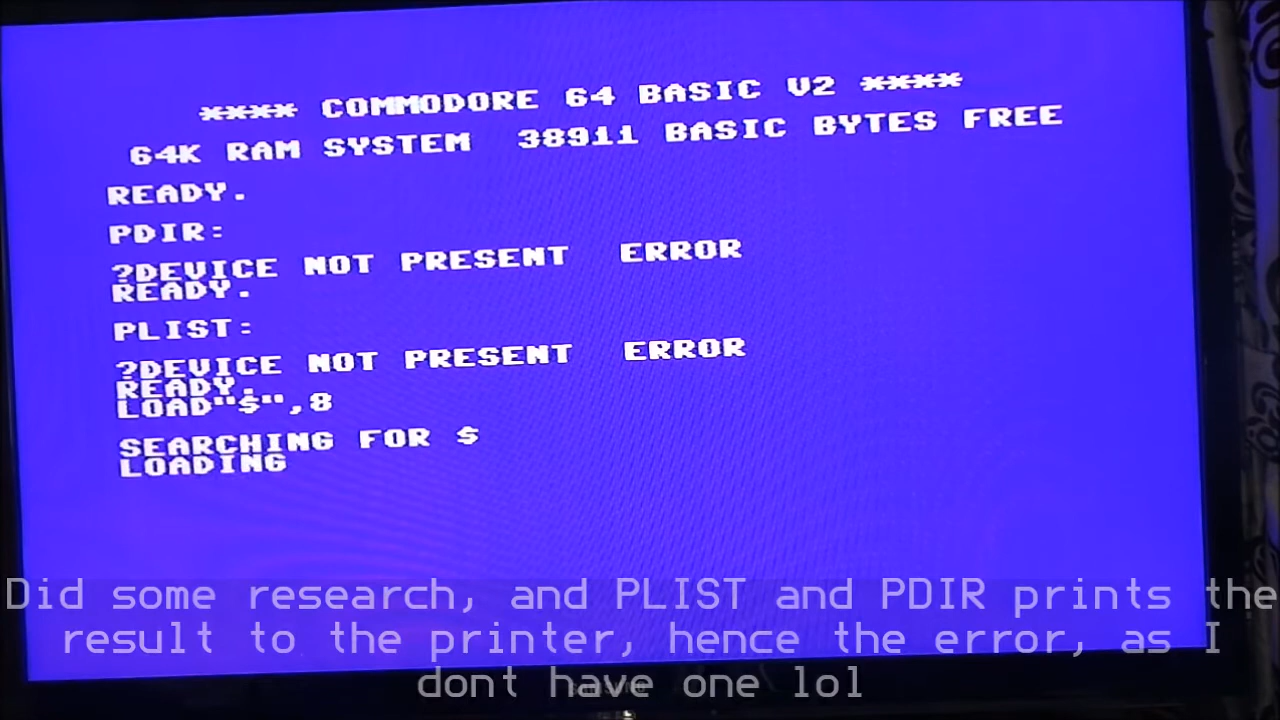 **** COMMODORE 64 BASIC V2 ****
64K RAM SYSTEM 38911 BASIC BYTES FREE
READY.
PDIR:
?DEVICE NOT PRESENT ERROR
READY.
PLIST:
?DEVICE NOT PRESENT ERROR
READY.
LOAD"$",8
SEARCHING FOR $
LOADING
Did some research, and PLIST and PDIR prints the
result to the printer, hence the error, as I
dont have one lol
SAMSUNG